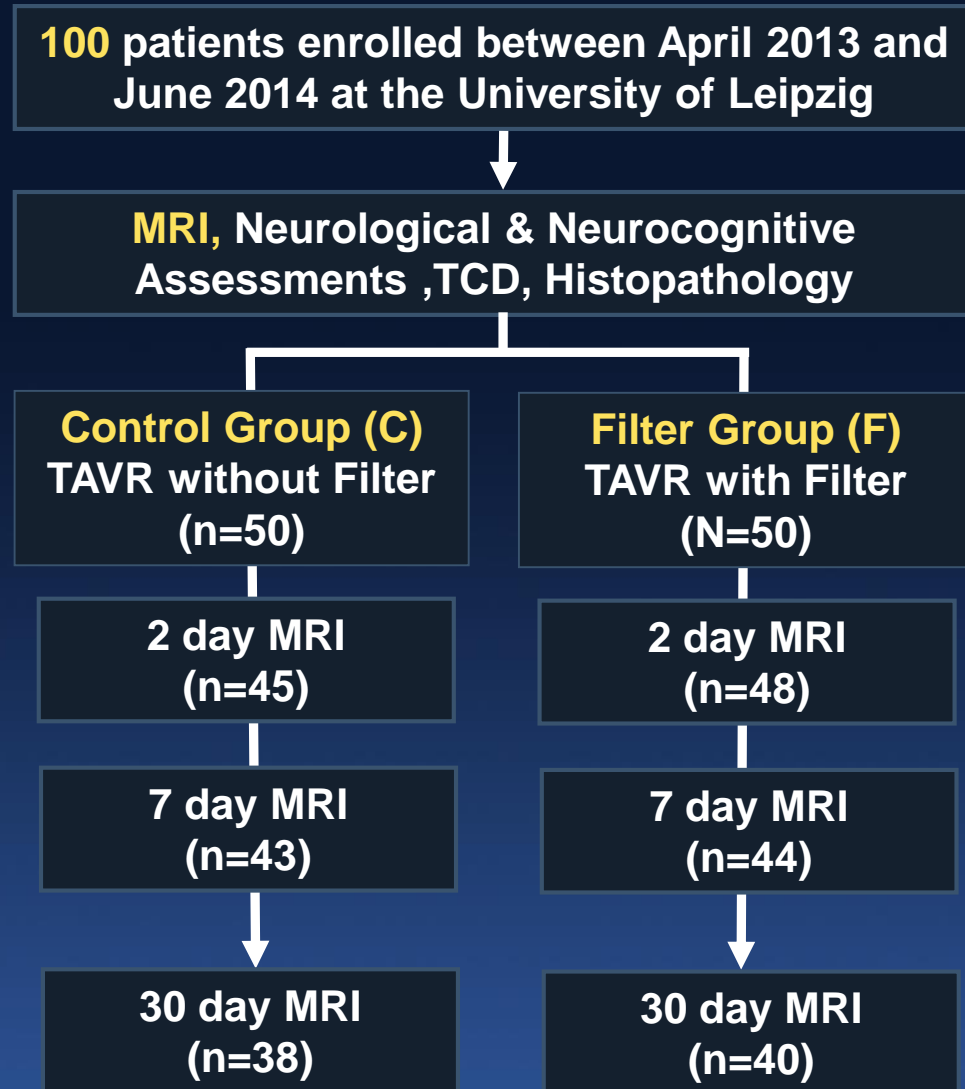 100 patients enrolled between April 2013 and
June 2014 at the University of Leipzig
MRI, Neurological & Neurocognitive
Assessments ,TCD, Histopathology
Control Group (C)
TAVR without Filter
(n=50)
Filter Group (F)
TAVR with Filter
(N=50)
2 day MRI
(n=45)
2 day MRI
(n=48)
7 day MRI
(n=43)
7 day MRI
(n=44)
30 day MRI
(n=38)
30 day MRI
(n=40)